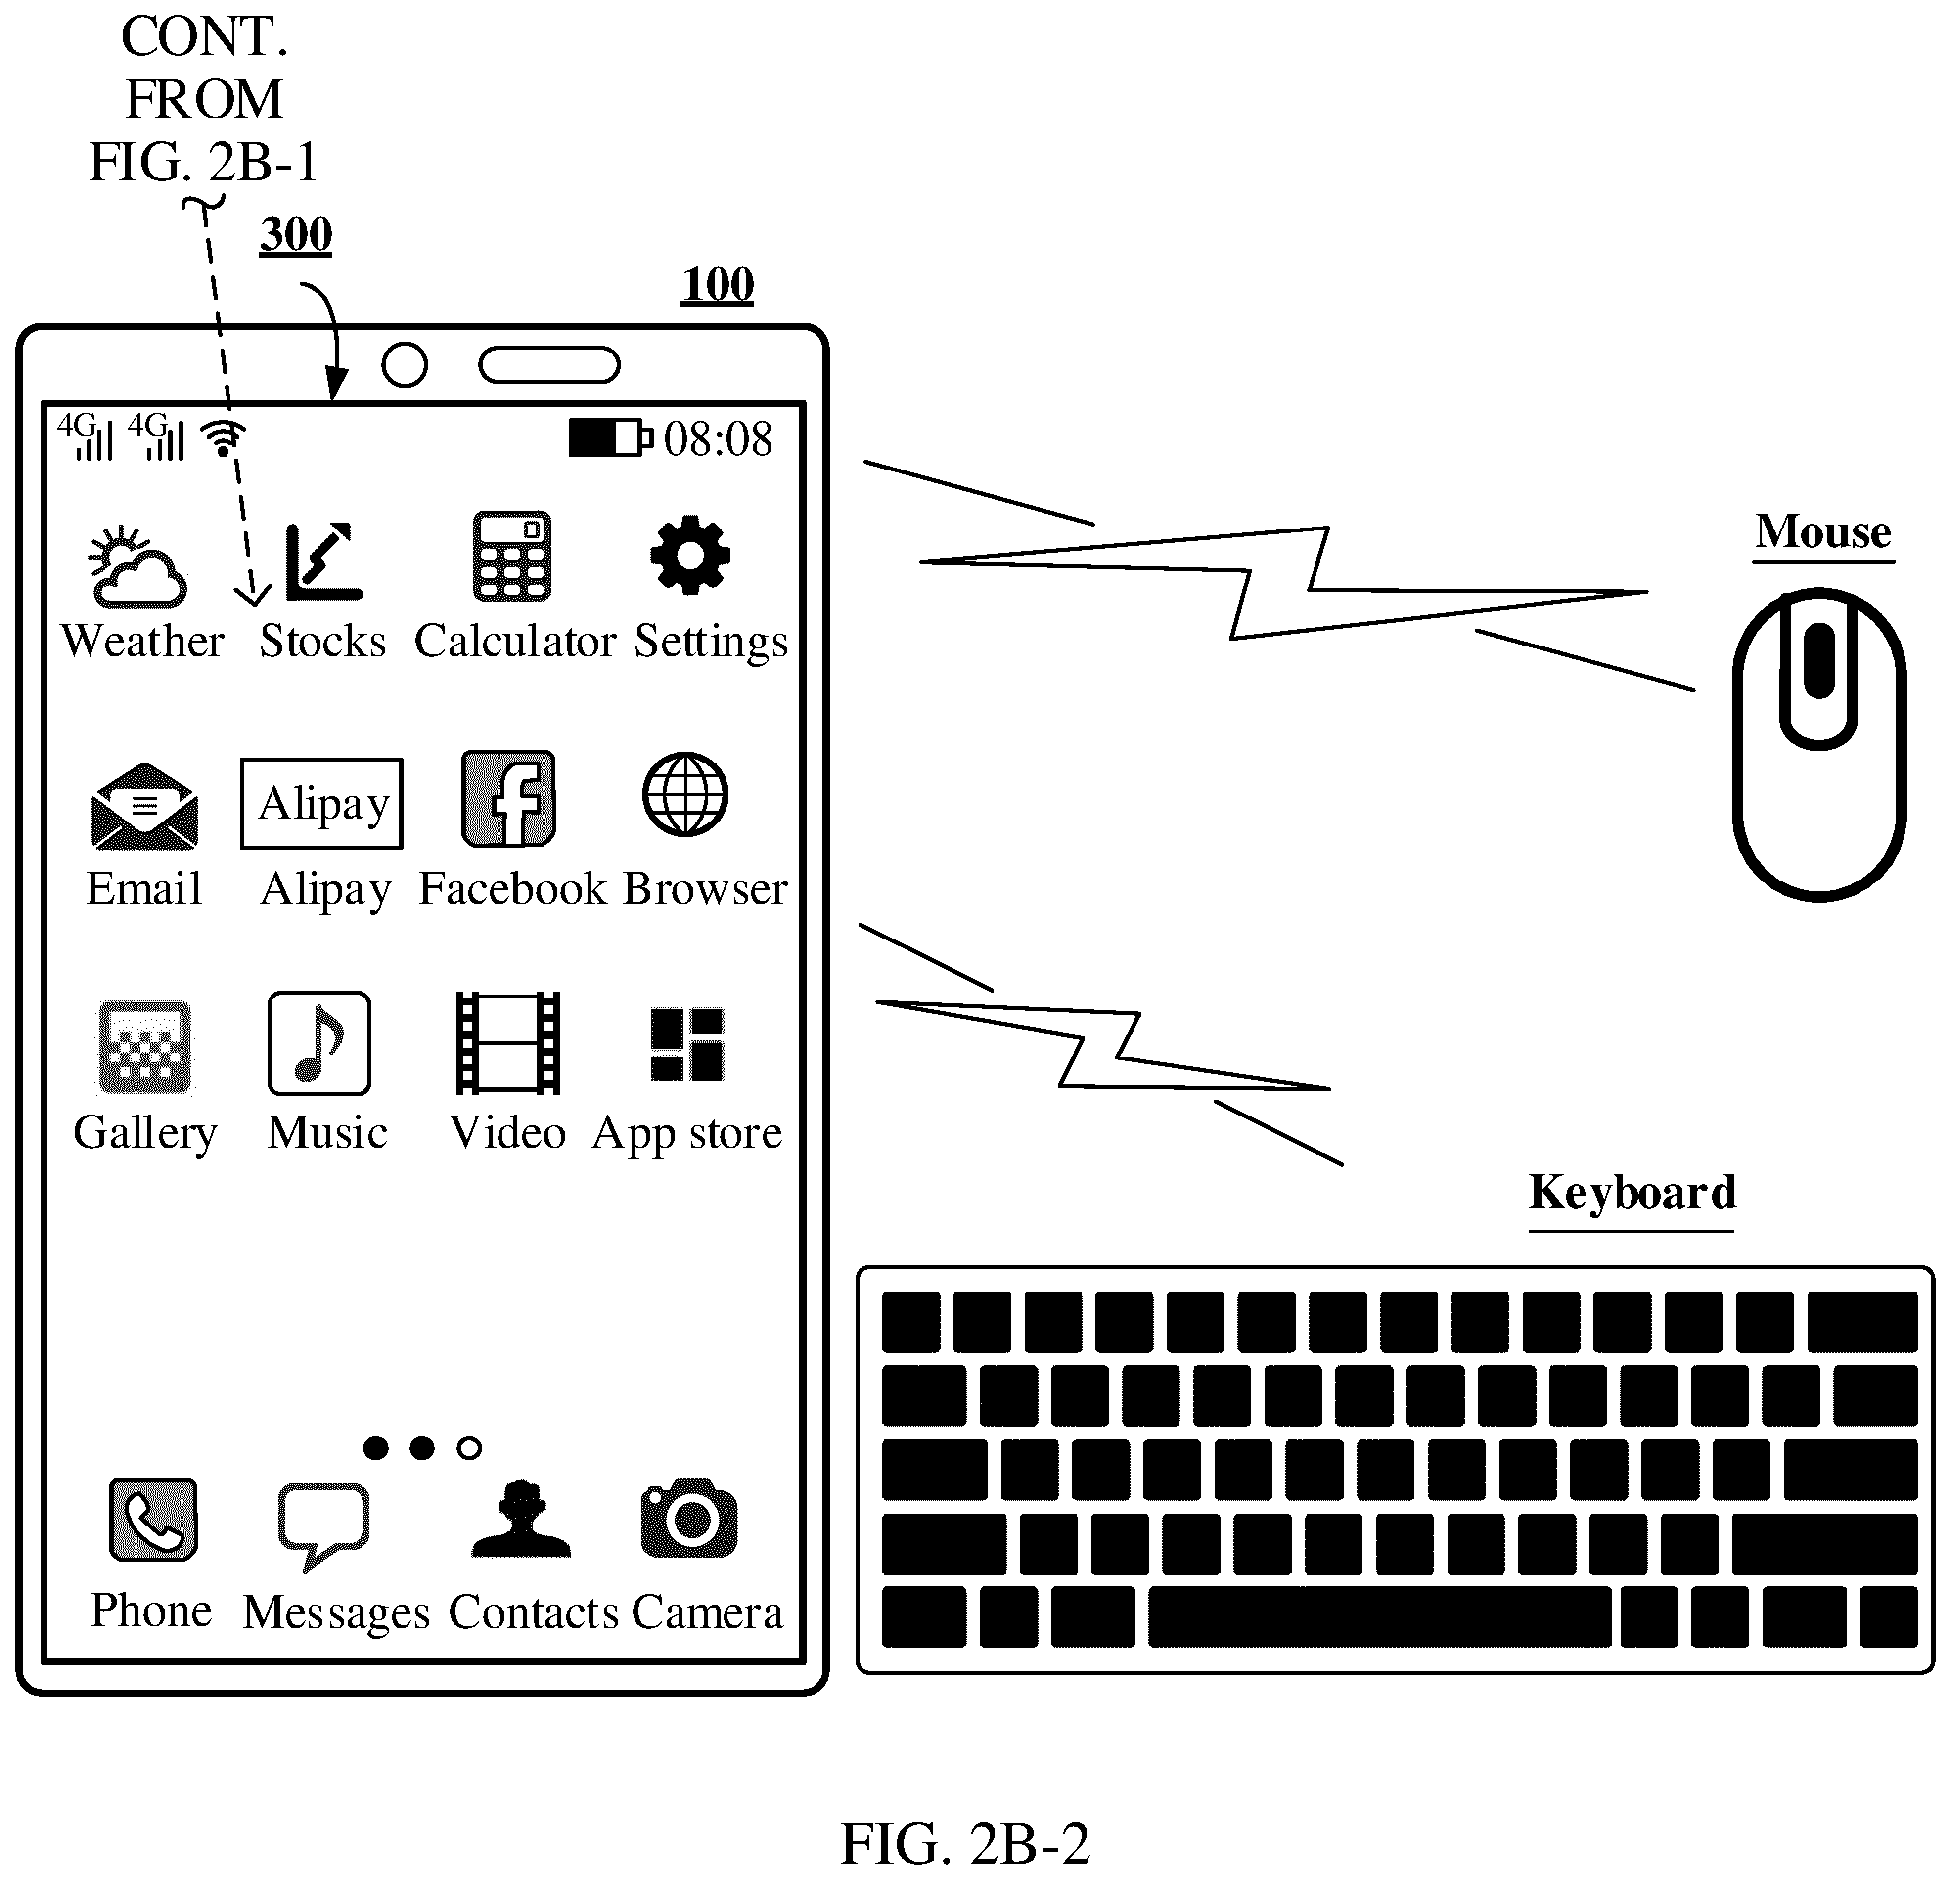 CONT.
FROM
FIG. 2B-1
300
100
4G 4G 08:08
Mouse
Weather Stocks Calculator Settings
Alipay
Email Alipay Facebook Browser
Gallery Music Video App store
Keyboard
Phone Messages Contacts Camera
FIG. 2B-2